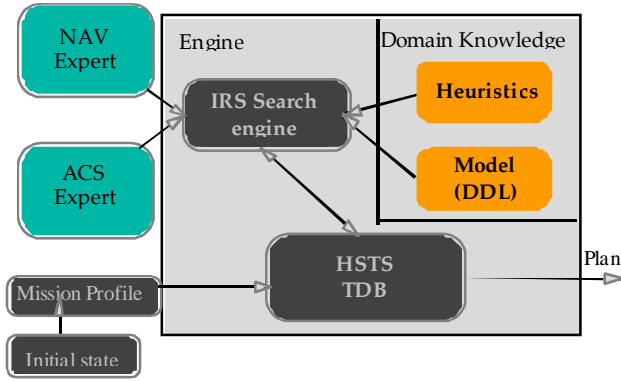 NAV
Expert
Engine
Domain Knowledge
IRS Search
engine
Heuristics
ACS
Expert
Model
(DDL)
HSTS
TDB
Plan
Mission Profile
Initial state